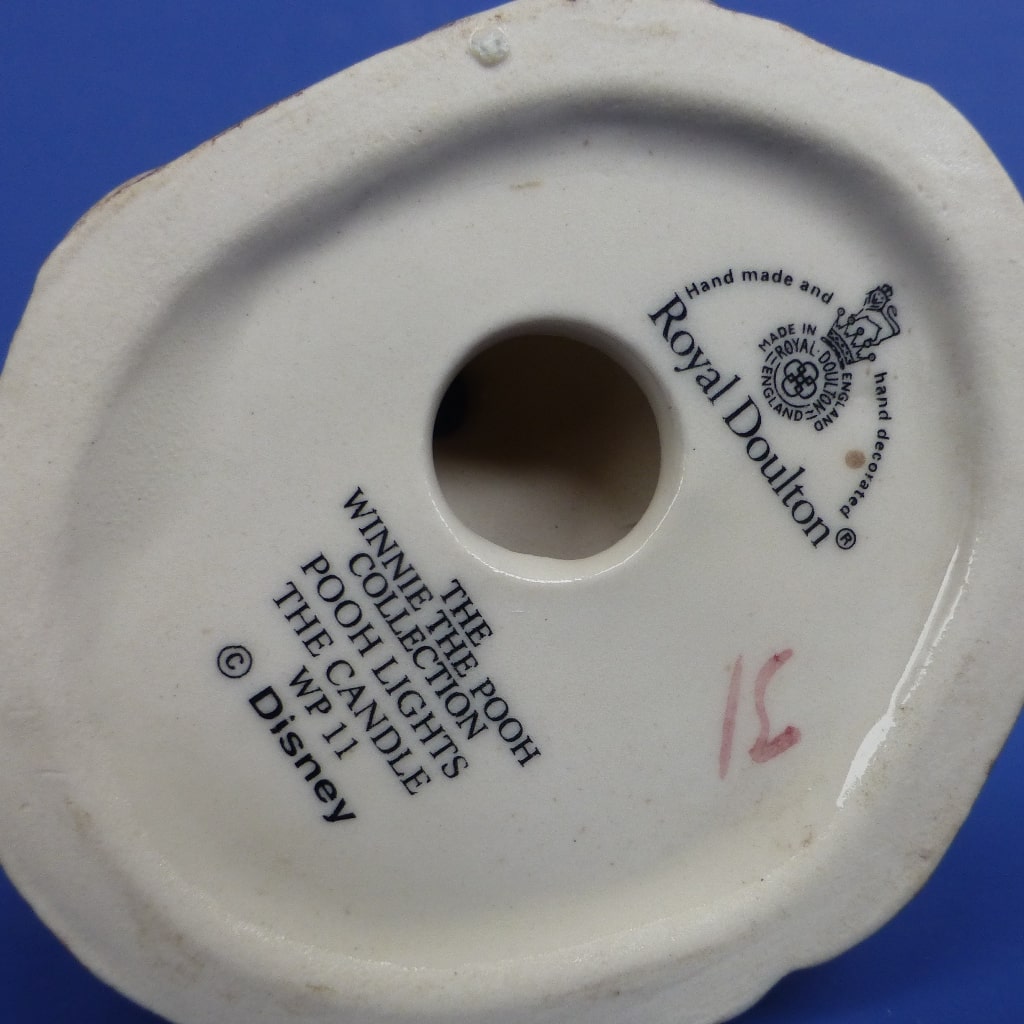 Hand made and
hand decorated
MADE IN
ENGLAND
ROYAL·DOULTON
ENGLAND
Royal Doulton®
THE
WINNIE THE POOH
COLLECTION
POOH LIGHTS
THE CANDLE
WP 11
© Disney
15